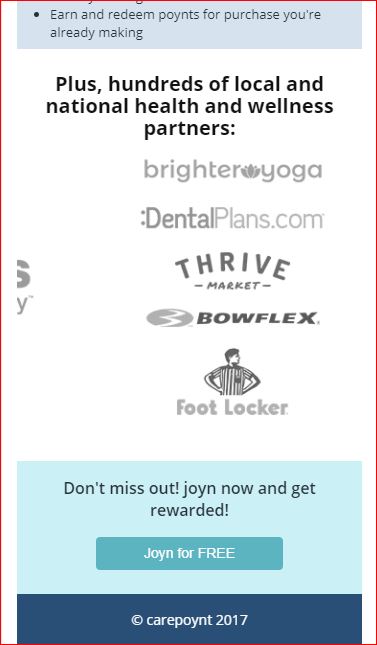 Earn and redeem poynts for purchase you're
already making
Plus, hundreds of local and
national health and wellness
partners:
brighter yoga
:DentalPlans.com
THRIVE
MARKET
BOWFLEX
Foot Locker
Don't miss out! joyn now and get
rewarded!
Joyn for FREE
© carepoynt 2017